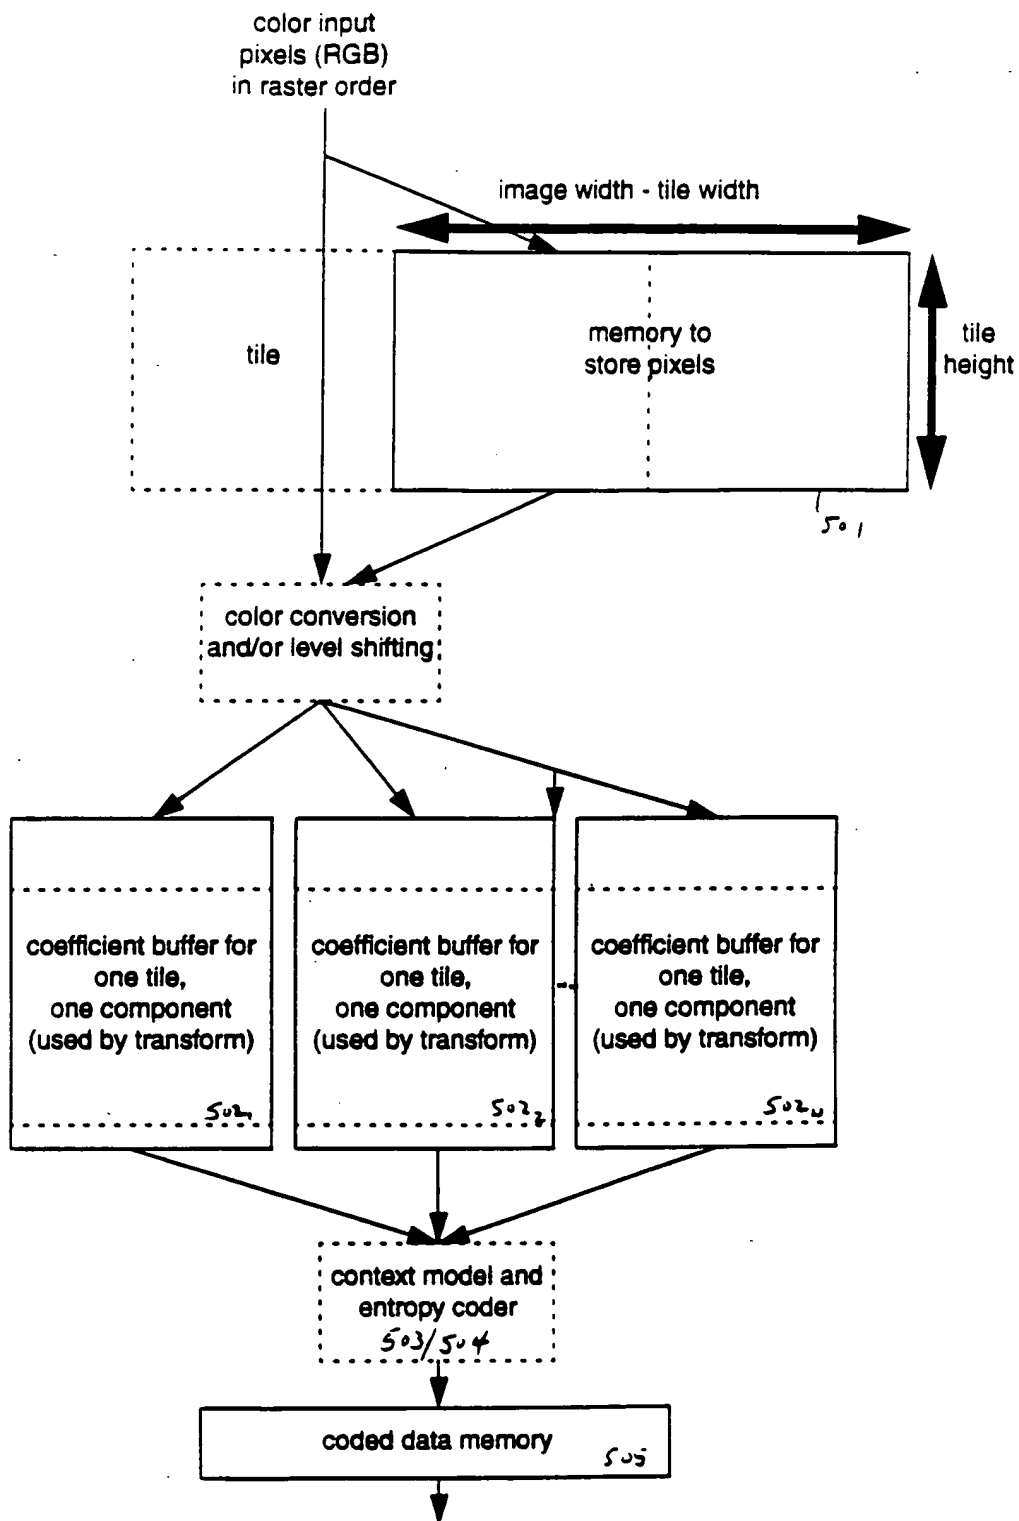 color input
pixels (RGB)
in raster order
image width - tile width
tile
memory to
store pixels
tile
height
501
color conversion
and/or level shifting
coefficient buffer for
one tile,
one component
(used by transform)
502₁
coefficient buffer for
one tile,
one component
(used by transform)
502₂
coefficient buffer for
one tile,
one component
(used by transform)
502N
context model and
entropy coder
503/504
coded data memory
505